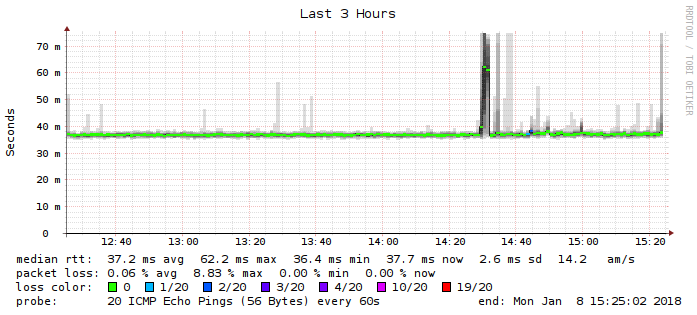 Last 3 Hours
RRDTOOL / TOBI OETIKER
Seconds
70 m
60 m
50 m
40 m
30 m
20 m
10 m
0
12:40 13:00 13:20 13:40 14:00 14:20 14:40 15:00 15:20
median rtt: 37.2 ms avg 62.2 ms max 36.4 ms min 37.7 ms now 2.6 ms sd 14.2 am/s
packet loss: 0.06 % avg 8.83 % max 0.00 % min 0.00 % now
loss color: 0 1/20 2/20 3/20 4/20 10/20 19/20
probe: 20 ICMP Echo Pings (56 Bytes) every 60s end: Mon Jan 8 15:25:02 2018